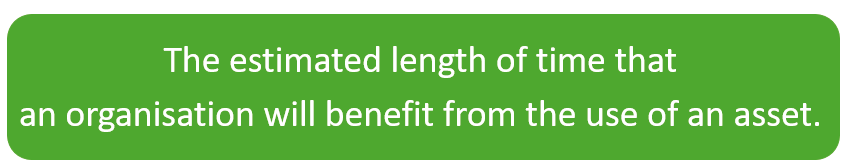 The estimated length of time that
an organisation will benefit from the use of an asset.